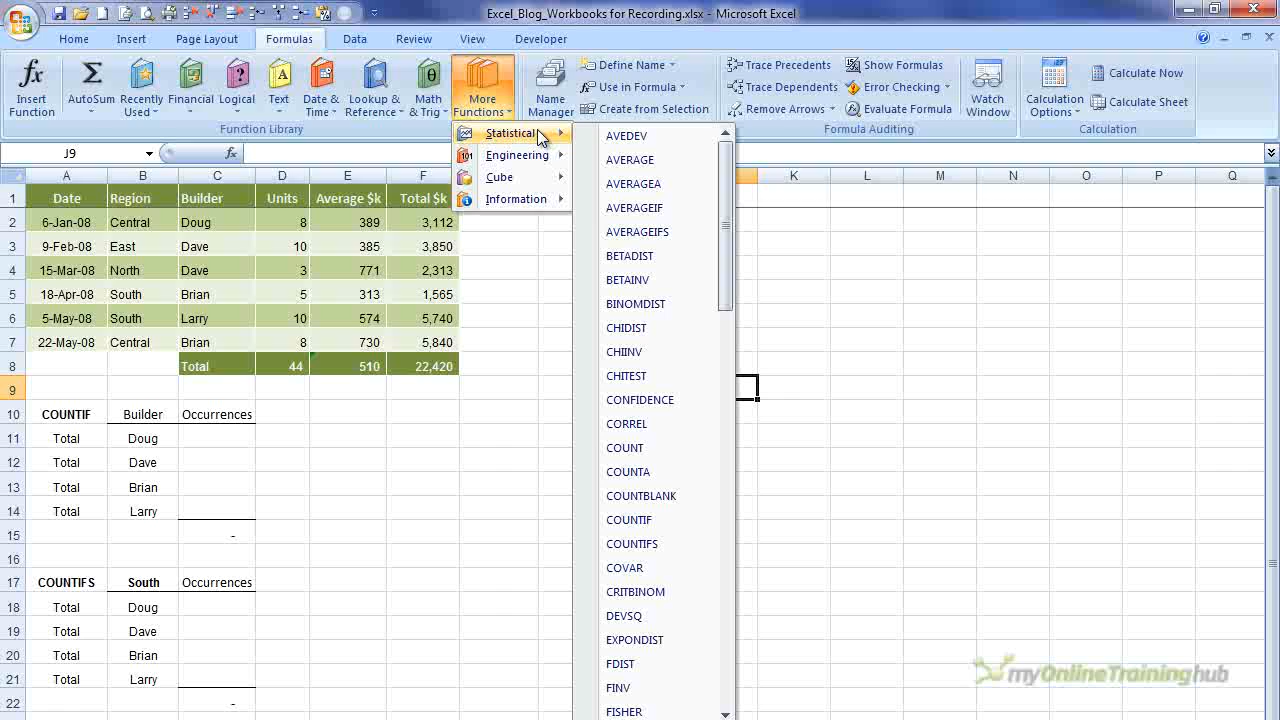 Excel_Blog_Workbooks for Recording.xlsx - Microsoft Excel
Home Insert Page Layout Formulas Data Review View Developer
Insert Function
AutoSum
Recently Used
Financial
Logical
Text
Date & Time
Lookup & Reference
Math & Trig
More Functions
Name Manager
Define Name
Use in Formula
Create from Selection
Trace Precedents
Trace Dependents
Remove Arrows
Show Formulas
Error Checking
Evaluate Formula
Watch Window
Calculation Options
Calculate Now
Calculate Sheet
Function Library Formula Auditing Calculation
J9 fx
Statistical
Engineering
Cube
Information
AVEDEV
AVERAGE
AVERAGEA
AVERAGEIF
AVERAGEIFS
BETADIST
BETAINV
BINOMDIST
CHIDIST
CHIINV
CHITEST
CONFIDENCE
CORREL
COUNT
COUNTA
COUNTBLANK
COUNTIF
COUNTIFS
COVAR
CRITBINOM
DEVSQ
EXPONDIST
FDIST
FINV
FISHER
A B C D E F K L M N O P Q
1 Date Region Builder Units Average $k Total $k
2 6-Jan-08 Central Doug 8 389 3,112
3 9-Feb-08 East Dave 10 385 3,850
4 15-Mar-08 North Dave 3 771 2,313
5 18-Apr-08 South Brian 5 313 1,565
6 5-May-08 South Larry 10 574 5,740
7 22-May-08 Central Brian 8 730 5,840
8 Total 44 510 22,420
9
10 COUNTIF Builder Occurrences
11 Total Doug
12 Total Dave
13 Total Brian
14 Total Larry
15 -
16
17 COUNTIFS South Occurrences
18 Total Doug
19 Total Dave
20 Total Brian
21 Total Larry
22 -
myOnlineTraininghub